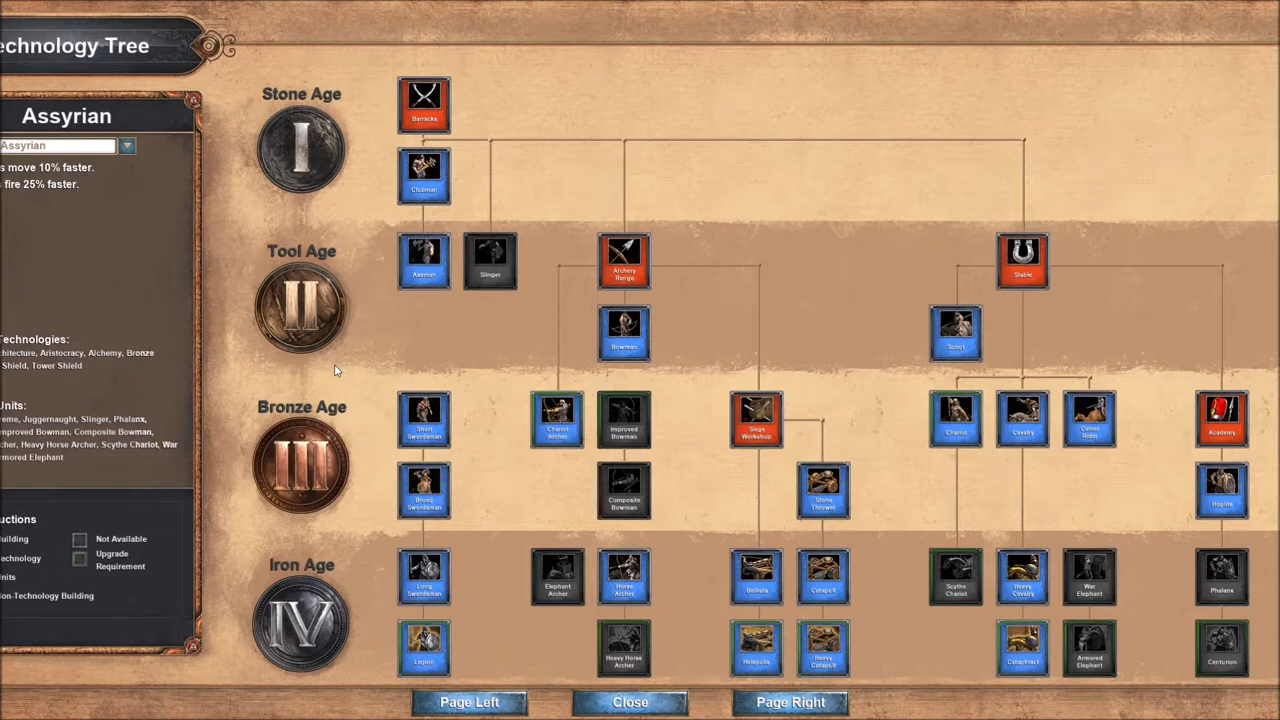 echnology Tree
Assyrian
Assyrian
s move 10% faster.
s fire 25% faster.
Technologies:
chitecture, Aristocracy, Alchemy, Bronze
Shield, Tower Shield
Units:
eme, Juggernaught, Slinger, Phalanx,
mproved Bowman, Composite Bowman,
cher, Heavy Horse Archer, Scythe Chariot, War
rmored Elephant
uctions
uilding
Not Available
echnology
Upgrade
Requirement
Units
on-Technology Building
Stone Age
I
Barracks
Clubman
Tool Age
II
Axeman
Slinger
Archery
Range
Stable
Bowman
Scout
Bronze Age
III
Short
Swordsman
Chariot
Archer
Improved
Bowman
Siege
Workshop
Chariot
Cavalry
Camel
Rider
Academy
Broad
Swordsman
Composite
Bowman
Stone
Thrower
Hoplite
Iron Age
IV
Long
Swordsman
Elephant
Archer
Horse
Archer
Ballista
Catapult
Scythe
Chariot
Heavy
Cavalry
War
Elephant
Phalanx
Legion
Heavy Horse
Archer
Helepolis
Heavy
Catapult
Cataphract
Armored
Elephant
Centurion
Page Left
Close
Page Right